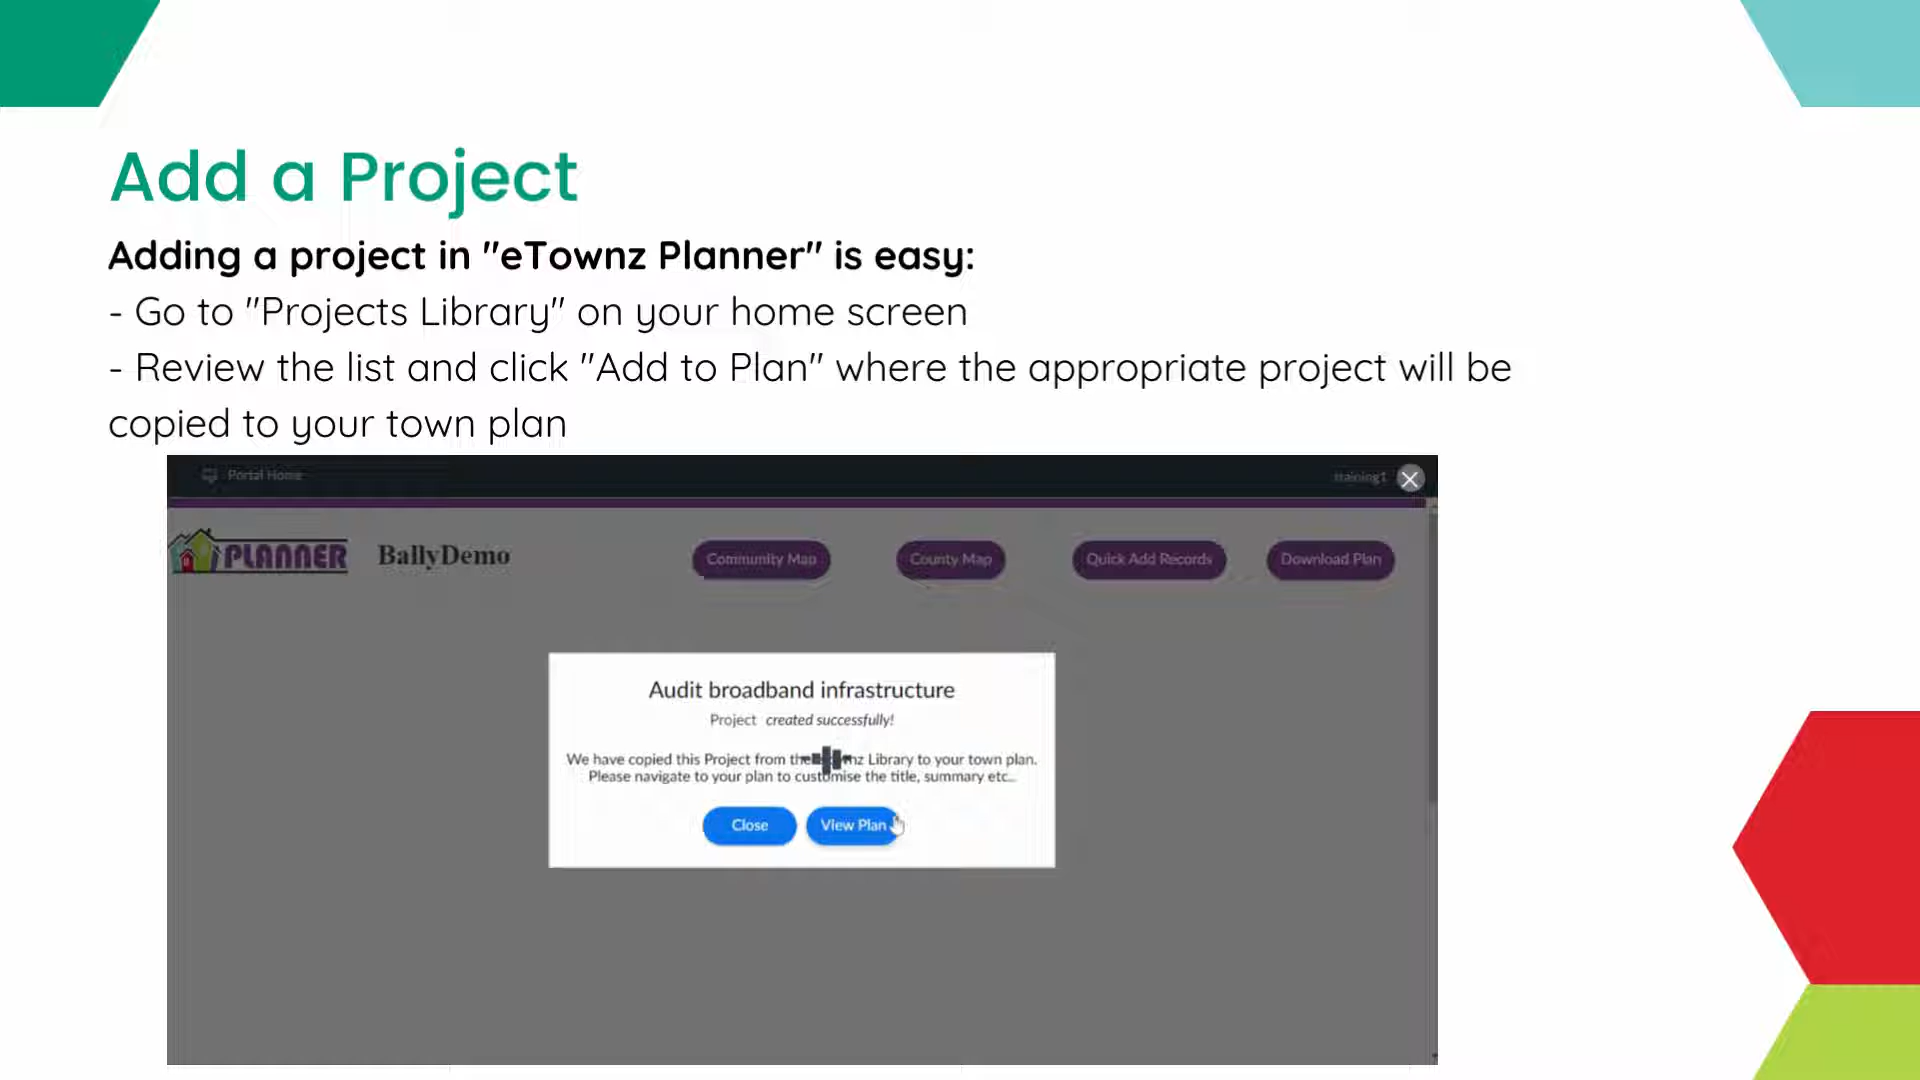 Add a Project
Adding a project in "eTownz Planner" is easy:
- Go to "Projects Library" on your home screen
- Review the list and click "Add to Plan" where the appropriate project will be
copied to your town plan
Portal Home
training1
PLANNER
BallyDemo
Community Map
County Map
Quick Add Records
Download Plan
Audit broadband infrastructure
Project created successfully!
We have copied this Project from the Library to your town plan.
Please navigate to your plan to customise the title, summary etc..
Close
View Plan